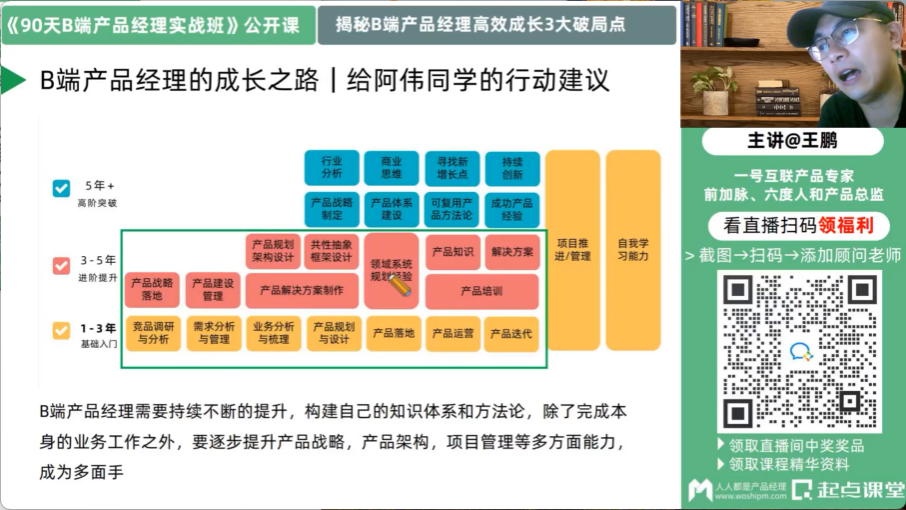 《90天B端产品经理实战班》公开课
揭秘B端产品经理高效成长3大破局点
B端产品经理的成长之路｜给阿伟同学的行动建议
5年+
高阶突破
行业
分析
商业
思维
寻找新
增长点
持续
创新
产品战略
制定
产品体系
建设
可复用产
品方法论
成功产品
经验
3-5年
进阶提升
产品规划
架构设计
共性抽象
框架设计
领域系统
规划经验
产品知识
解决方案
产品战略
落地
产品建设
管理
产品解决方案制作
产品培训
1-3年
基础入门
竞品调研
与分析
需求分析
与管理
业务分析
与梳理
产品规划
与设计
产品落地
产品运营
产品迭代
项目推
进/管理
自我学
习能力
B端产品经理需要持续不断的提升，构建自己的知识体系和方法论，除了完成本
身的业务工作之外，要逐步提升产品战略，产品架构，项目管理等多方面能力，
成为多面手
主讲@王鹏
一号互联产品专家
前加脉、六度人和产品总监
看直播扫码领福利
>截图→扫码→添加顾问老师
领取直播间中奖奖品
领取课程精华资料
人人都是产品经理
www.woshipm.com
起点课堂